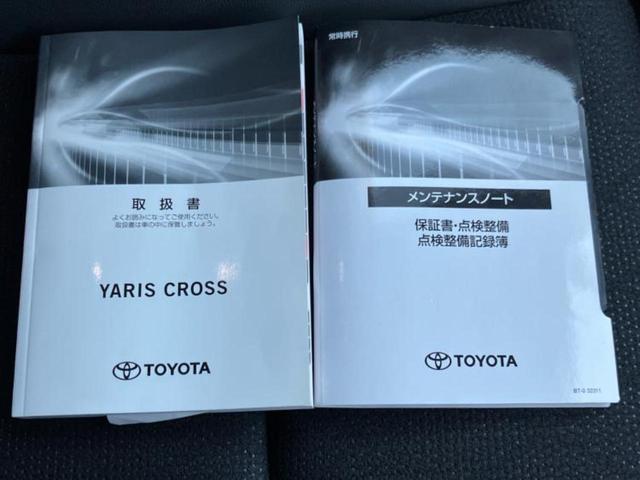 取扱書
よくお読みになってご使用ください。
取扱書は車の中に保管しましょう。
YARIS CROSS
TOYOTA
常時携行
メンテナンスノート
保証書・点検整備
点検整備記録簿
TOYOTA